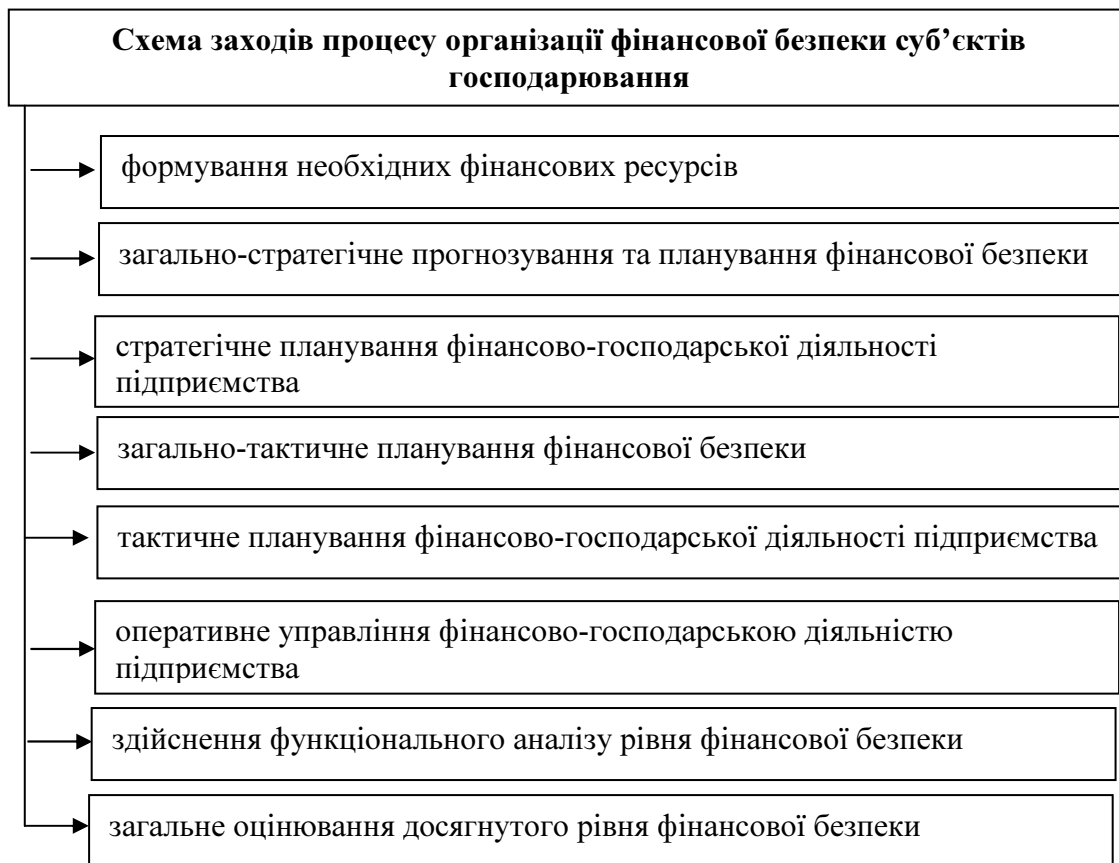 Схема заходів процесу організації фінансової безпеки суб’єктів
господарювання
формування необхідних фінансових ресурсів
загально-стратегічне прогнозування та планування фінансової безпеки
стратегічне планування фінансово-господарської діяльності
підприємства
загально-тактичне планування фінансової безпеки
тактичне планування фінансово-господарської діяльності підприємства
оперативне управління фінансово-господарською діяльністю
підприємства
здійснення функціонального аналізу рівня фінансової безпеки
загальне оцінювання досягнутого рівня фінансової безпеки